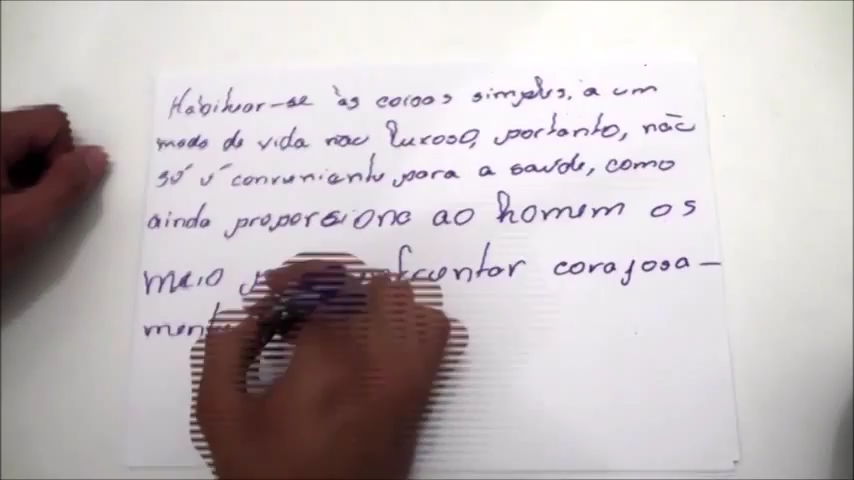 Habituar-se às coisas simples, a um
modo de vida não luxoso, portanto, não
só é conveniente para a saúde, como
ainda proporsiona ao homem os
meio enfrentar corajosa-